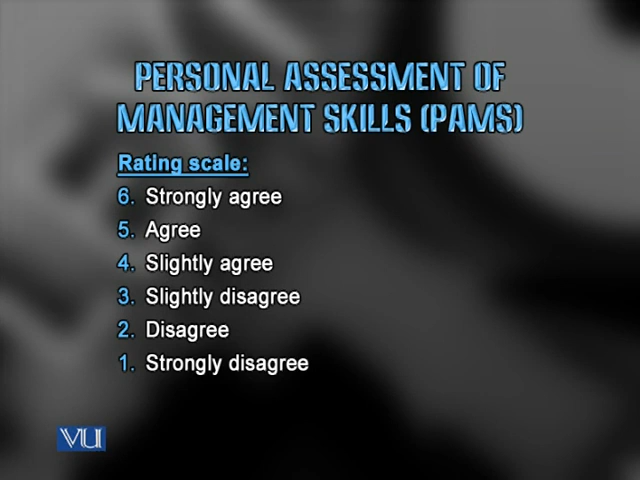 PERSONAL ASSESSMENT OF
MANAGEMENT SKILLS (PAMS)
Rating scale:
6. Strongly agree
5. Agree
4. Slightly agree
3. Slightly disagree
2. Disagree
1. Strongly disagree
VU